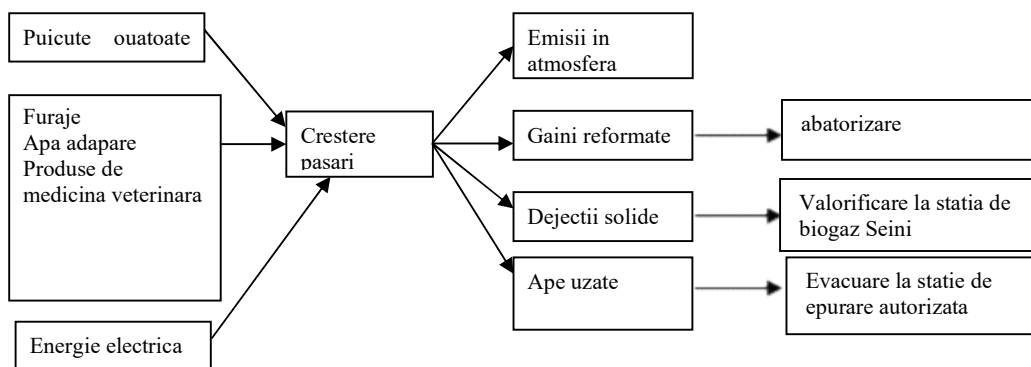 Puicute ouatoate
Furaje
Apa adapare
Produse de
medicina veterinara
Energie electrica
Crestere
pasari
Emisii in
atmosfera
Gaini reformate
Dejectii solide
Ape uzate
abatorizare
Valorificare la statia de
biogaz Seini
Evacuare la statie de
epurare autorizata